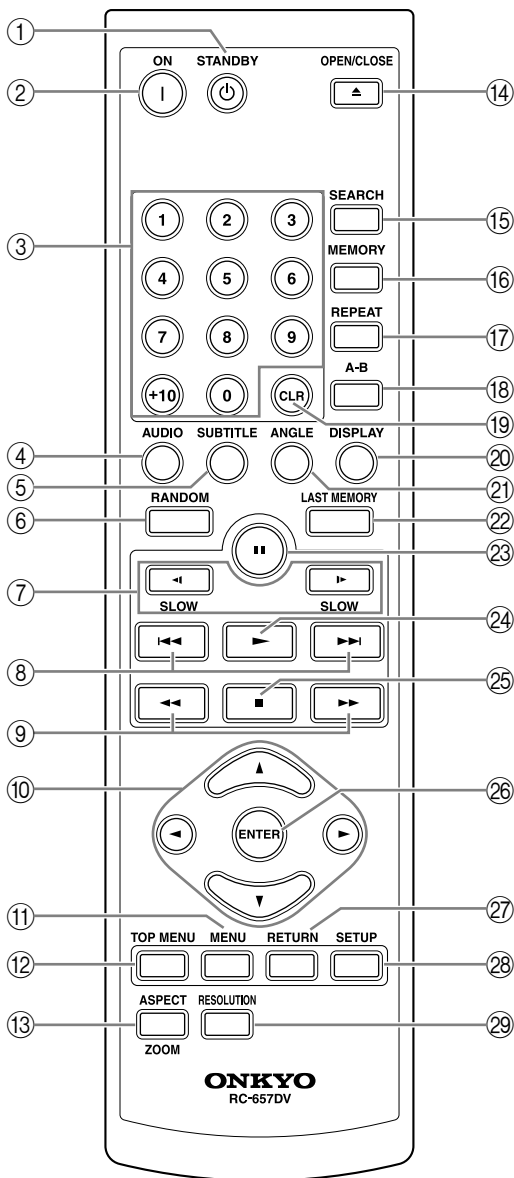 ①
ON STANDBY OPEN/CLOSE
② I ⑭
SEARCH
③ 1 2 3 ⑮
MEMORY
4 5 6 ⑯
REPEAT
7 8 9 ⑰
A-B
+10 0 CLR ⑱
⑲
AUDIO SUBTITLE ANGLE DISPLAY
④ ⑳
⑤ ㉑
RANDOM LAST MEMORY
⑥ ㉒
㉓
⑦
SLOW SLOW
㉔
⑧
㉕
⑨
⑩ ㉖
ENTER
⑪ ㉗
TOP MENU MENU RETURN SETUP
⑫ ㉘
ASPECT RESOLUTION
⑬ ㉙
ZOOM
ONKYO
RC-657DV